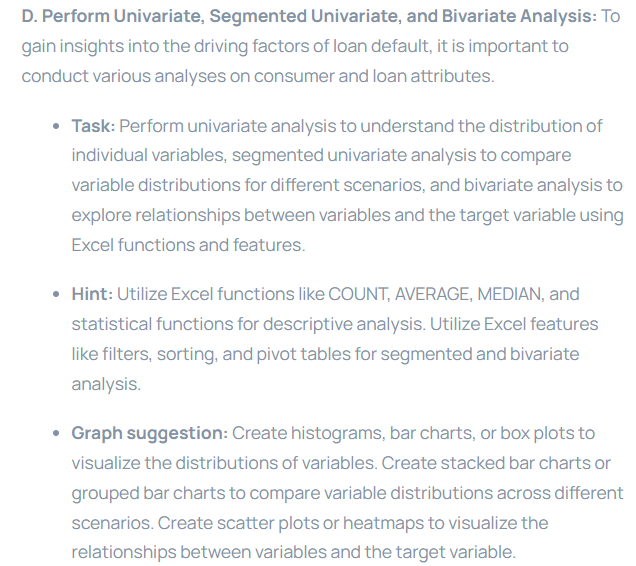 D. Perform Univariate, Segmented Univariate, and Bivariate Analysis: To
gain insights into the driving factors of loan default, it is important to
conduct various analyses on consumer and loan attributes.
• Task: Perform univariate analysis to understand the distribution of
individual variables, segmented univariate analysis to compare
variable distributions for different scenarios, and bivariate analysis to
explore relationships between variables and the target variable using
Excel functions and features.
• Hint: Utilize Excel functions like COUNT, AVERAGE, MEDIAN, and
statistical functions for descriptive analysis. Utilize Excel features
like filters, sorting, and pivot tables for segmented and bivariate
analysis.
• Graph suggestion: Create histograms, bar charts, or box plots to
visualize the distributions of variables. Create stacked bar charts or
grouped bar charts to compare variable distributions across different
scenarios. Create scatter plots or heatmaps to visualize the
relationships between variables and the target variable.